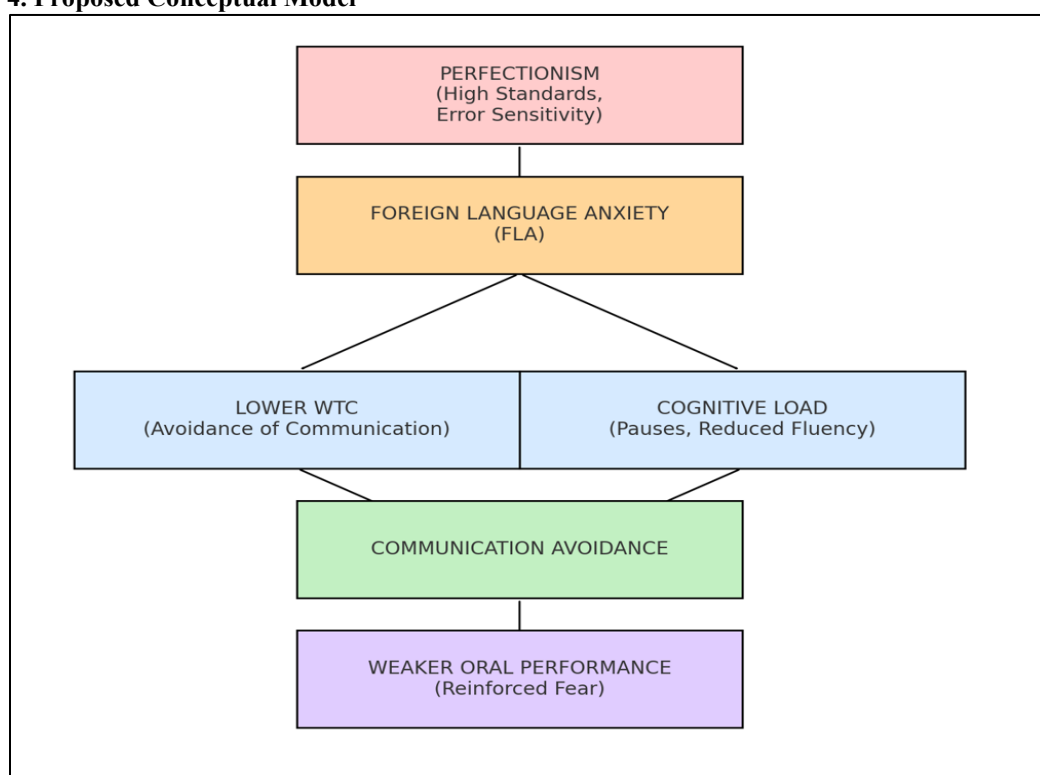 4. Proposed Conceptual Model
PERFECTIONISM
(High Standards,
Error Sensitivity)
FOREIGN LANGUAGE ANXIETY
(FLA)
LOWER WTC
(Avoidance of Communication)
COGNITIVE LOAD
(Pauses, Reduced Fluency)
COMMUNICATION AVOIDANCE
WEAKER ORAL PERFORMANCE
(Reinforced Fear)